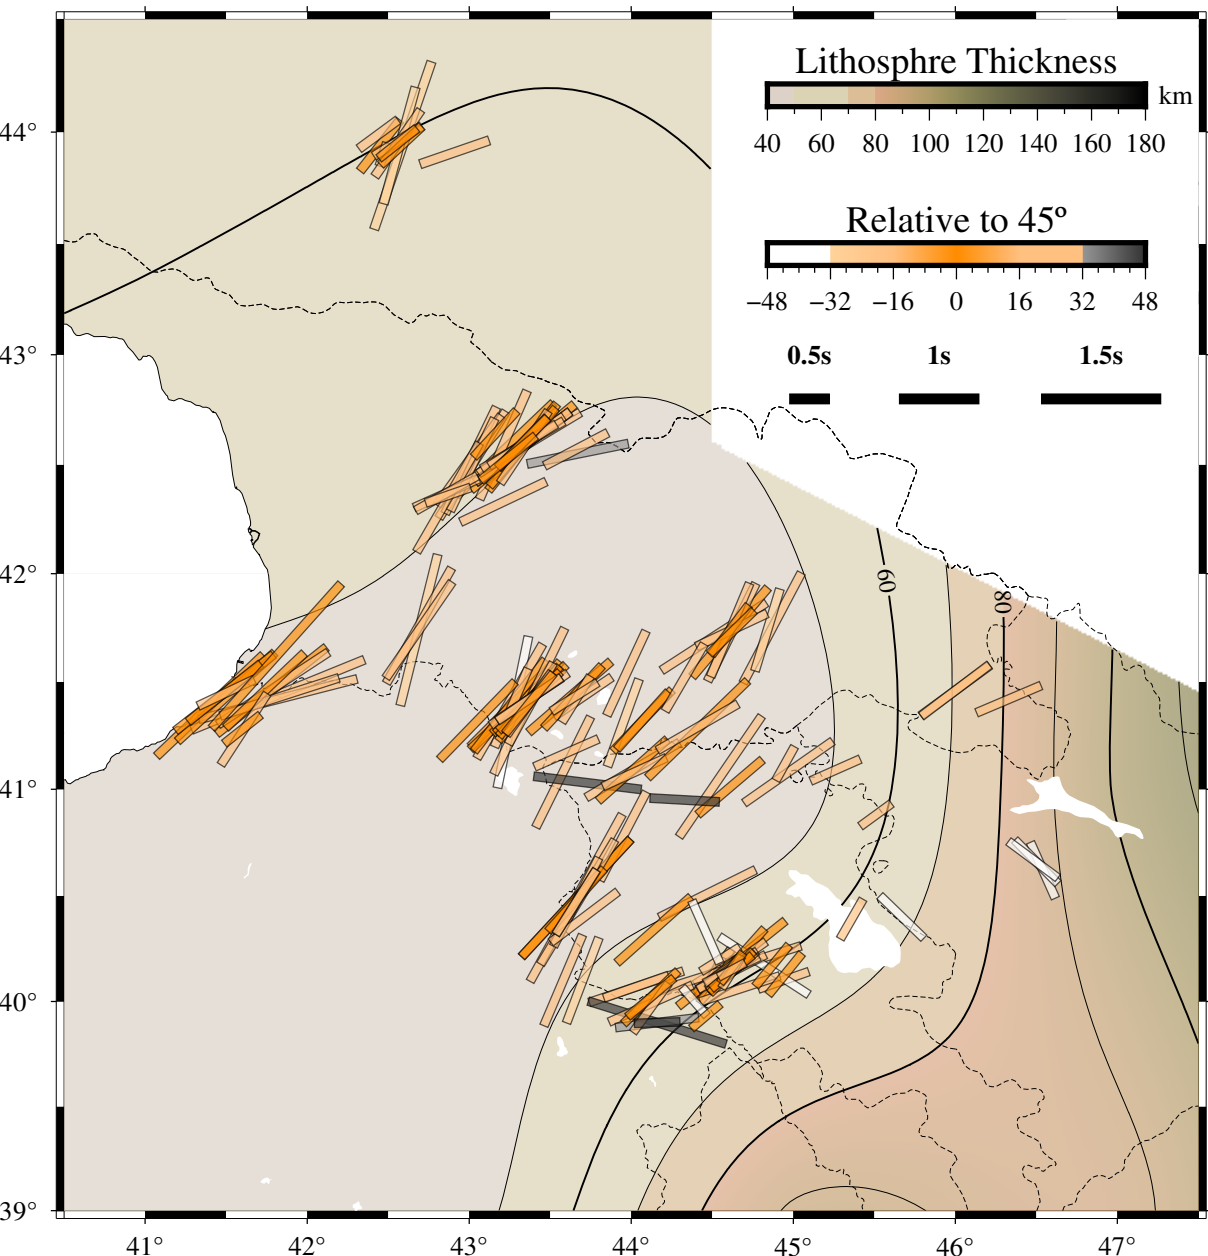 Lithosphre Thickness
km
40 60 80 100 120 140 160 180
Relative to 45º
−48 −32 −16 0 16 32 48
0.5s 1s 1.5s
44°
43°
42°
41°
40°
39°
60
80
41° 42° 43° 44° 45° 46° 47°